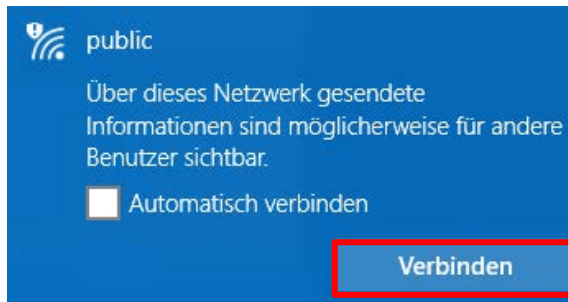 public
Über dieses Netzwerk gesendete
Informationen sind möglicherweise für andere
Benutzer sichtbar.
Automatisch verbinden
Verbinden